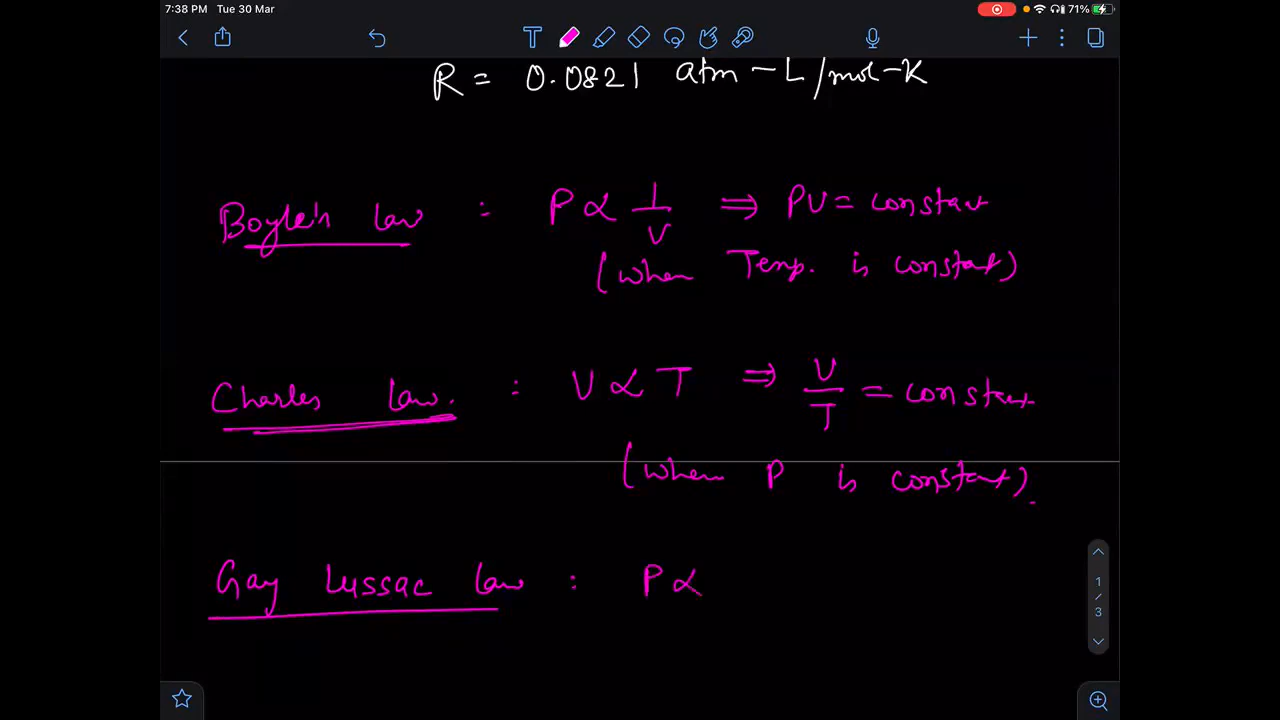 7:38 PM Tue 30 Mar
71%
R = 0.0821 atm-L/mol-K
Boyle's law : P ∝ 1/V ⇒ PV = constant
(when Temp. is constant)
Charles law. : V ∝ T ⇒ V/T = constant
(when P is constant).
Gay Lussac law : P ∝
1
/
3